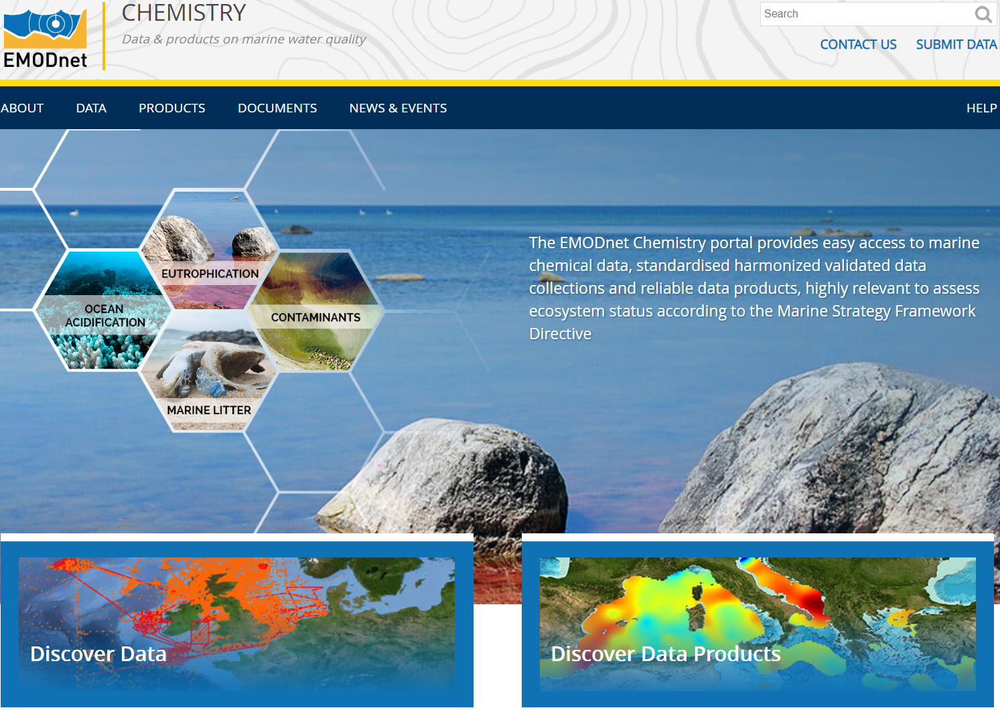 EMODnet
CHEMISTRY
Data & products on marine water quality
Search
CONTACT US
SUBMIT DATA
ABOUT
DATA
PRODUCTS
DOCUMENTS
NEWS & EVENTS
HELP
EUTROPHICATION
OCEAN
ACIDIFICATION
CONTAMINANTS
MARINE LITTER
The EMODnet Chemistry portal provides easy access to marine
chemical data, standardised harmonized validated data
collections and reliable data products, highly relevant to assess
ecosystem status according to the Marine Strategy Framework
Directive
Discover Data
Discover Data Products